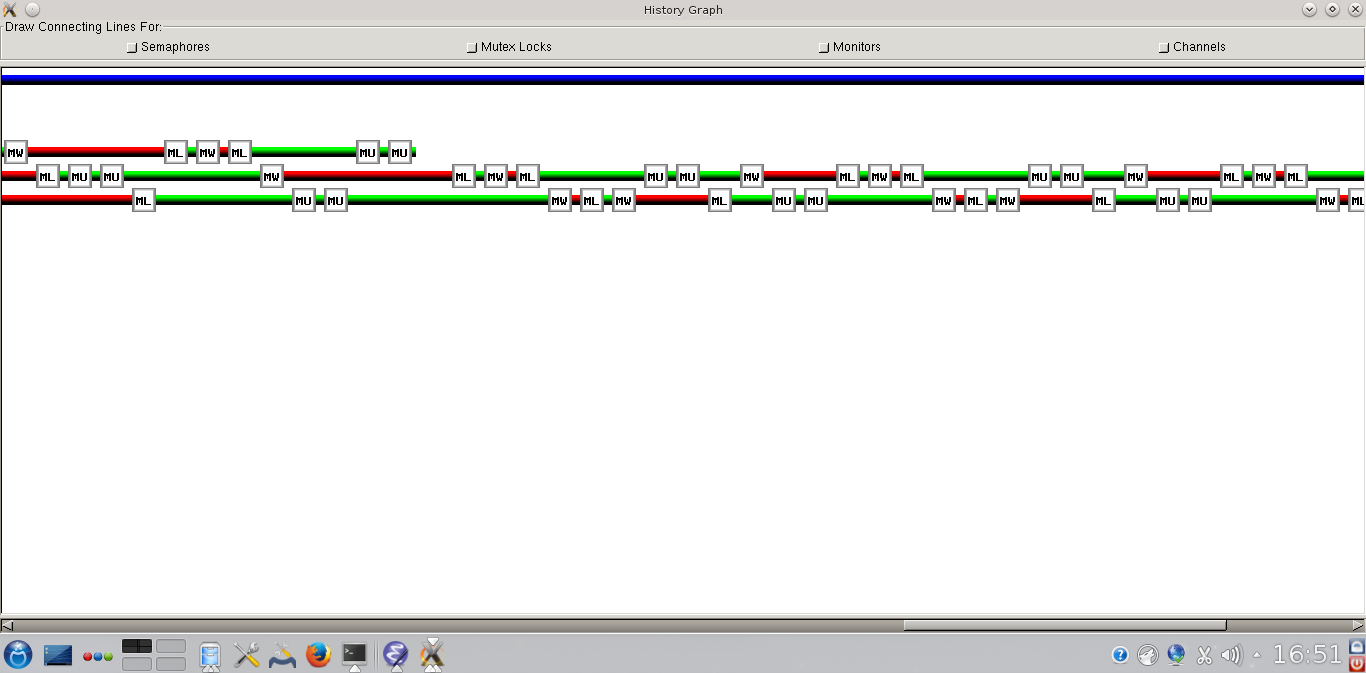 History Graph
Draw Connecting Lines For:
Semaphores Mutex Locks Monitors Channels
MW ML MW ML MU MU
ML MU MU MW ML MW ML MU MU MW ML MW ML MU MU MW ML MW ML
ML MU MU MW ML MW ML MU MU MW ML MW ML MU MU MW ML
16:51